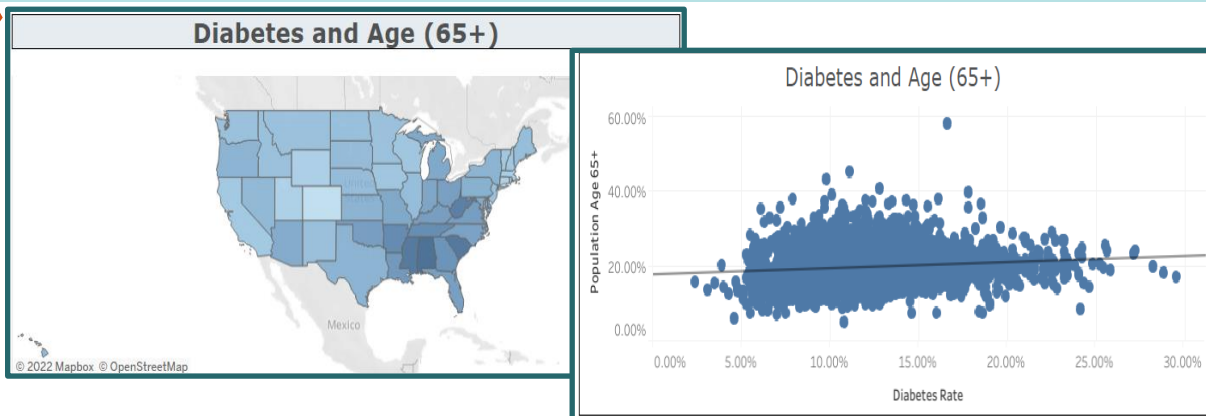 Diabetes and Age (65+)
Mexico
© 2022 Mapbox © OpenStreetMap
Diabetes and Age (65+)
Population Age 65+
60.00%
40.00%
20.00%
0.00%
0.00% 5.00% 10.00% 15.00% 20.00% 25.00% 30.00%
Diabetes Rate